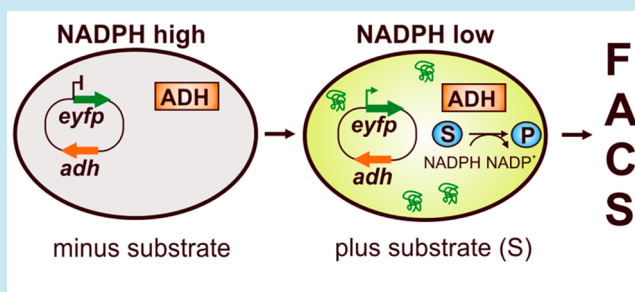 NADPH high
ADH
eyfp
adh
minus substrate
NADPH low
ADH
eyfp
S P
NADPH NADP⁺
adh
plus substrate (S)
F
A
C
S